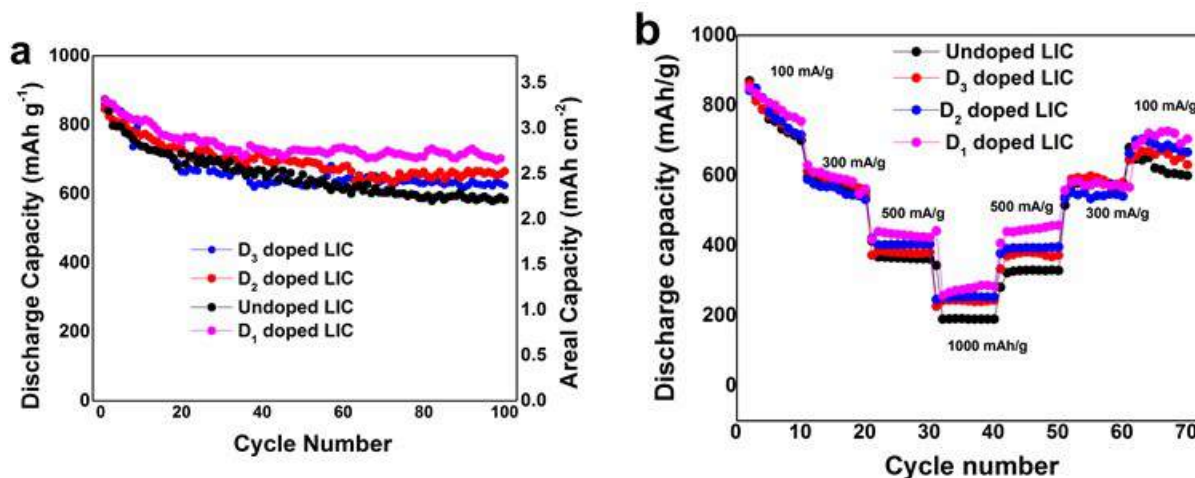 a
Discharge Capacity (mAh g⁻¹)
1000
800
600
400
200
0
D₃ doped LIC
D₂ doped LIC
Undoped LIC
D₁ doped LIC
0
20
40
60
80
100
Cycle Number
3.5
3.0
2.5
2.2
1.5
1.0
0.5
0.0
Areal Capacity (mAh cm⁻²)
b
Discharge capacity (mAh/g)
1000
800
600
400
200
0
Undoped LIC
D₃ doped LIC
D₂ doped LIC
D₁ doped LIC
100 mA/g
300 mA/g
500 mA/g
1000 mAh/g
500 mA/g
300 mA/g
100 mA/g
0
10
20
30
40
50
60
70
Cycle number